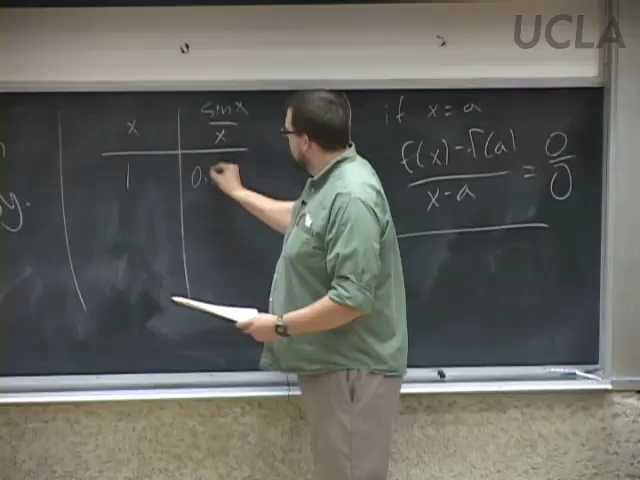 UCLA
y.
x | sin x / x
1 | 0.
if x = a
f(x) - f(a) / x - a = 0/0